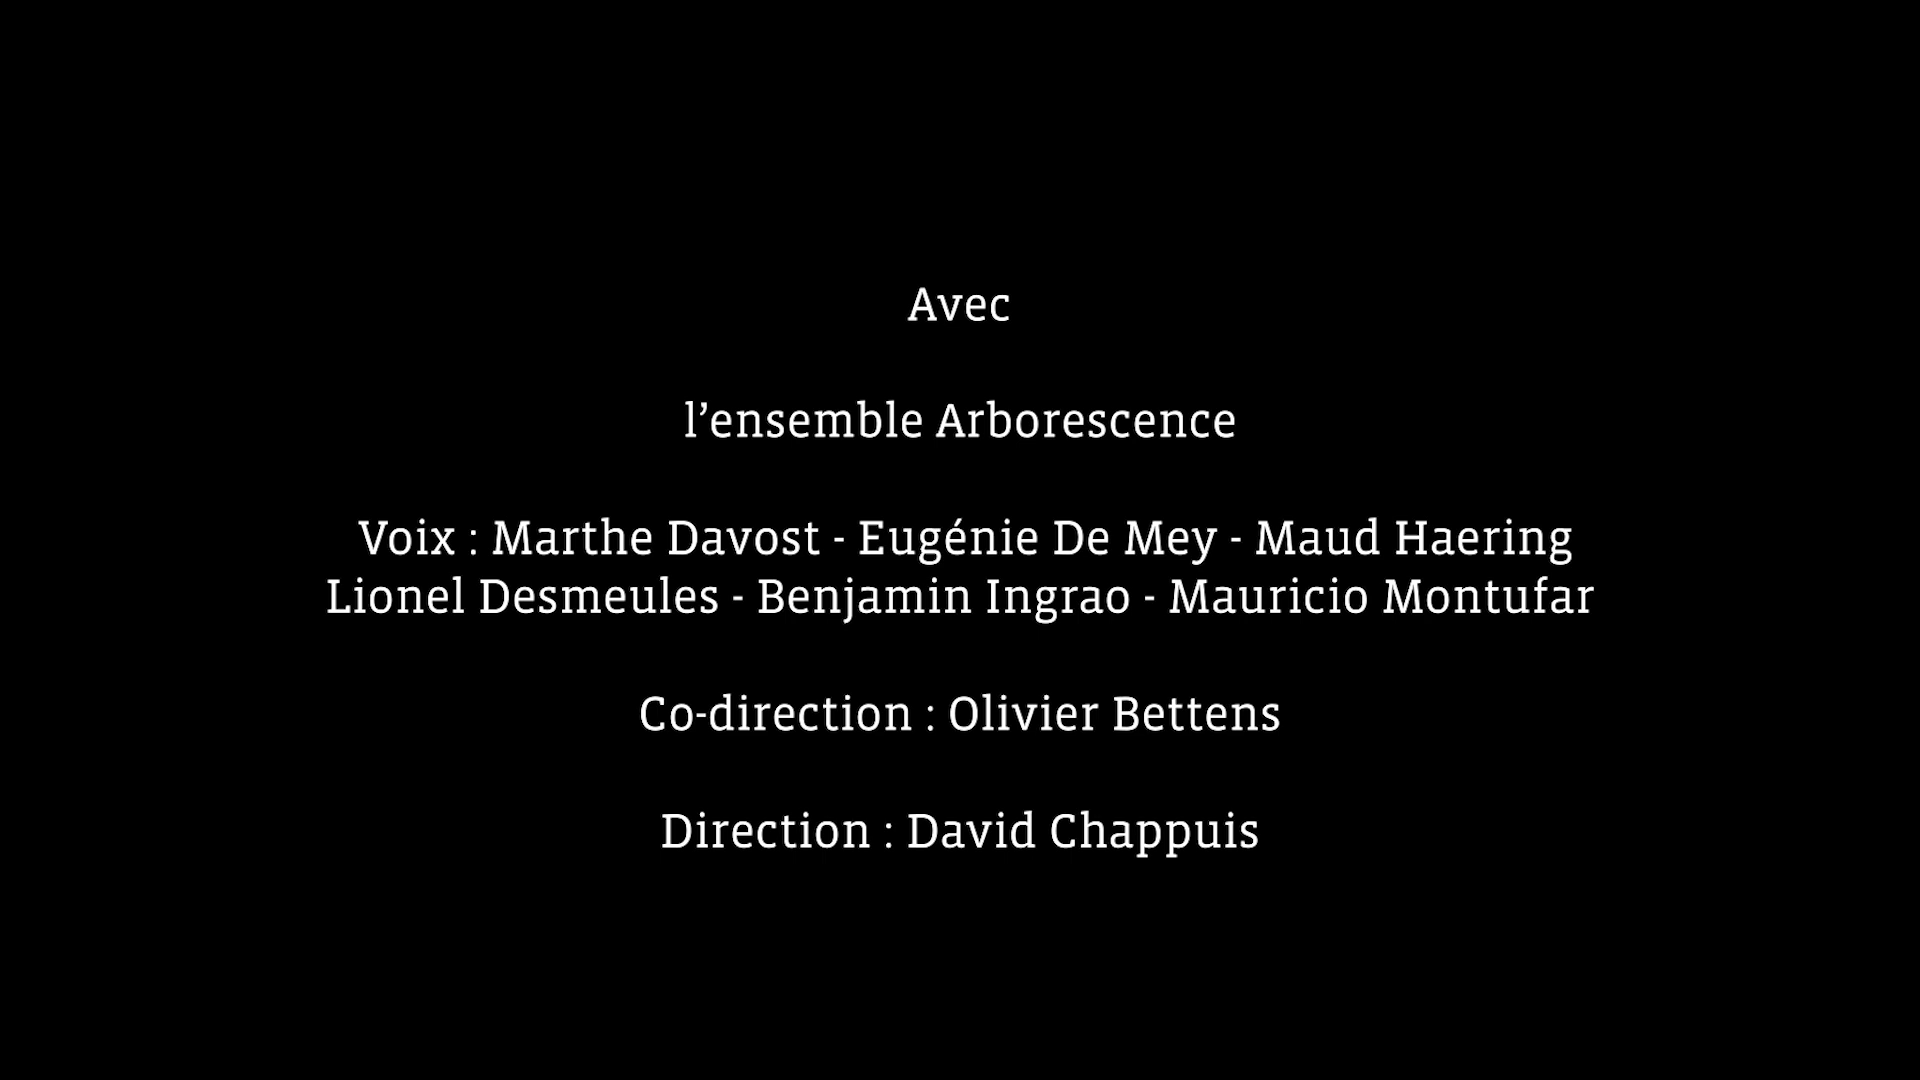 Avec
l’ensemble Arborescence
Voix : Marthe Davost - Eugénie De Mey - Maud Haering
Lionel Desmeules - Benjamin Ingrao - Mauricio Montufar
Co-direction : Olivier Bettens
Direction : David Chappuis